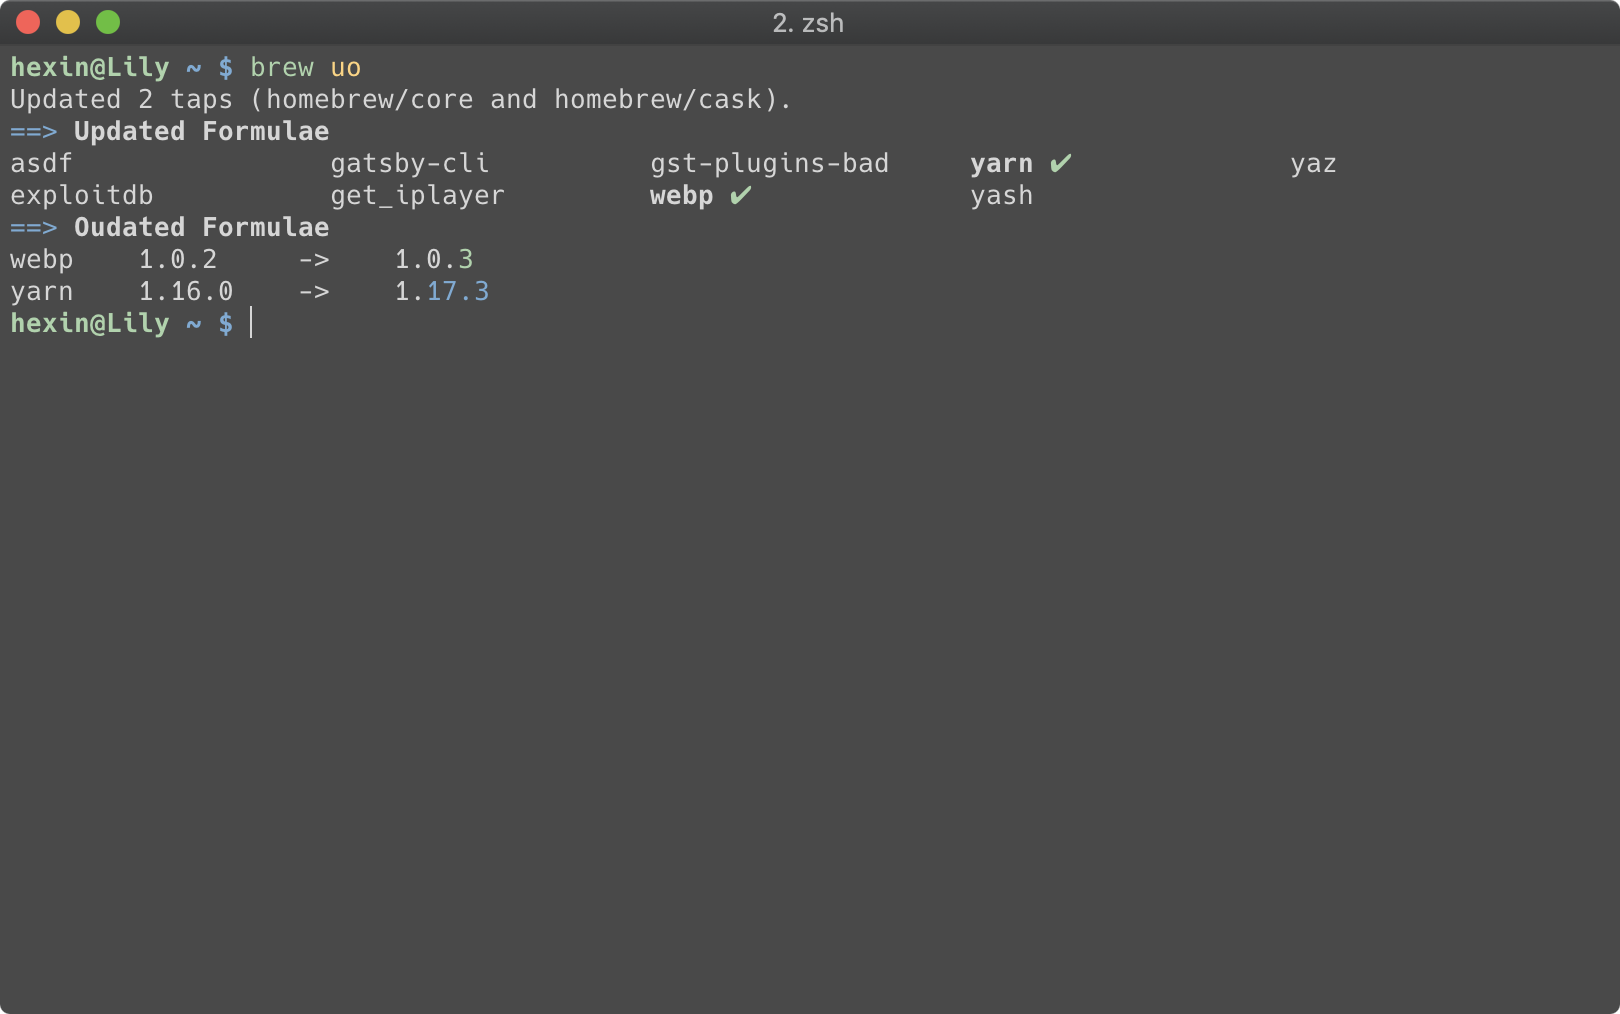 2. zsh
hexin@Lily ~ $ brew uo
Updated 2 taps (homebrew/core and homebrew/cask).
==> Updated Formulae
asdf gatsby-cli gst-plugins-bad yarn ✔ yaz
exploitdb get_iplayer webp ✔ yash
==> Oudated Formulae
webp 1.0.2 -> 1.0.3
yarn 1.16.0 -> 1.17.3
hexin@Lily ~ $